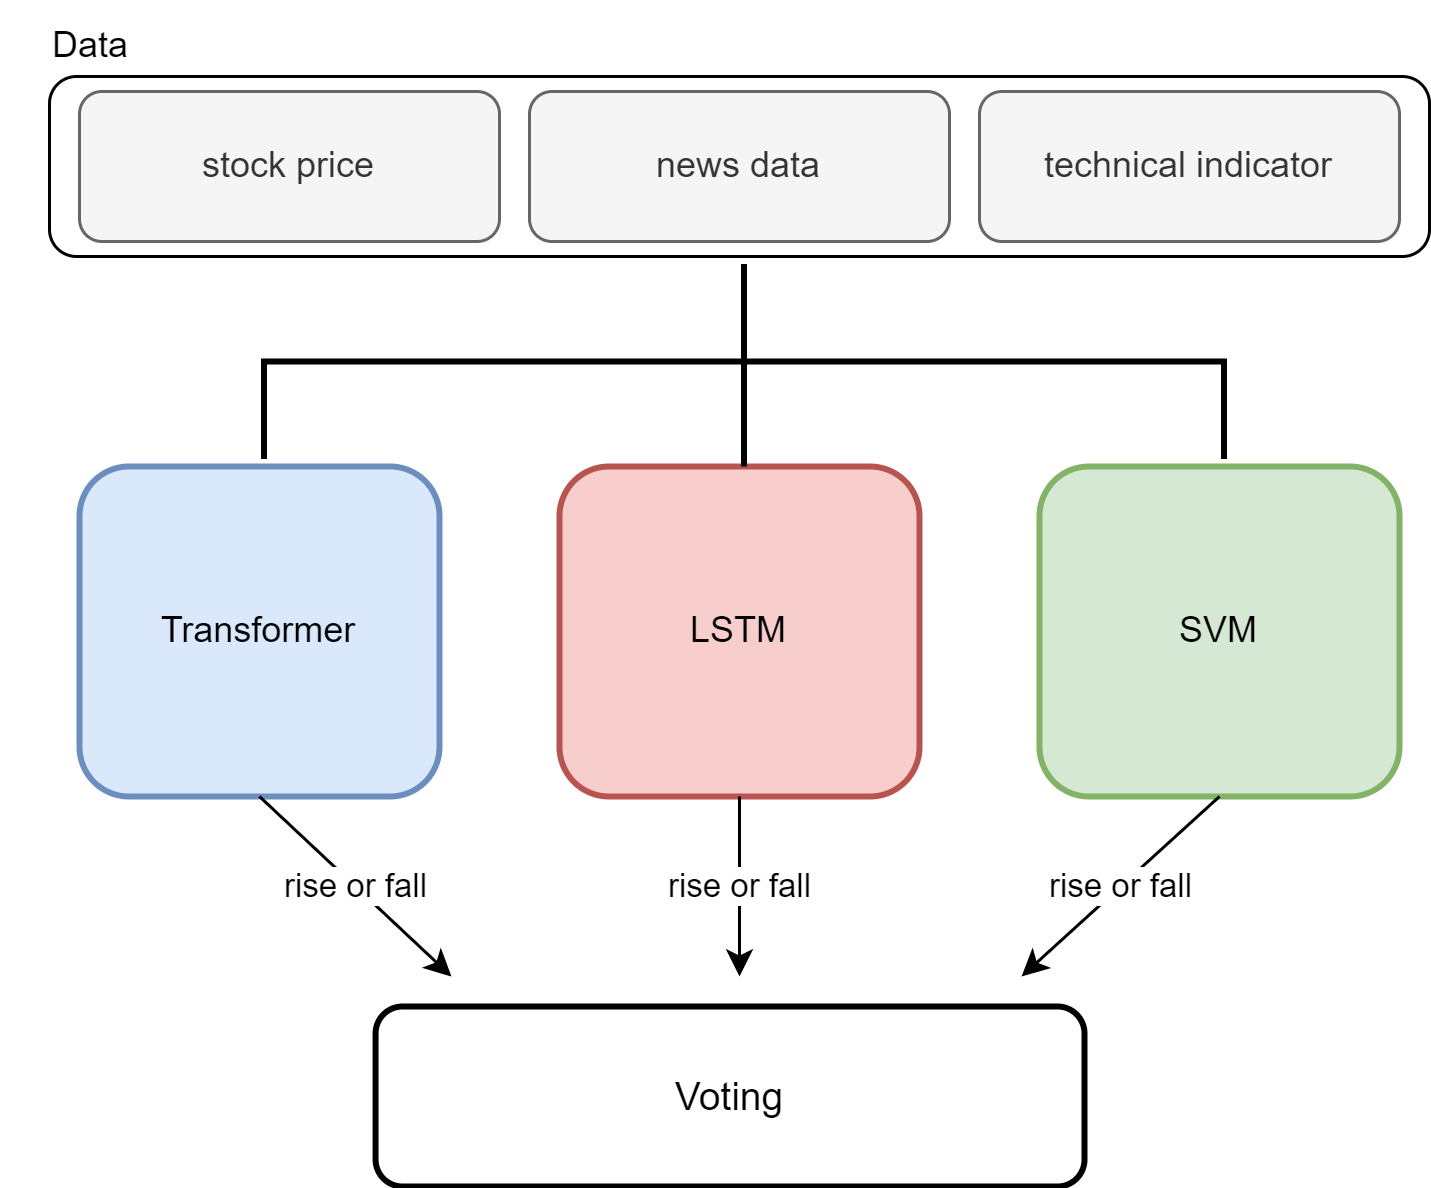 Data
stock price
news data
technical indicator
Transformer
LSTM
SVM
rise or fall
rise or fall
rise or fall
Voting